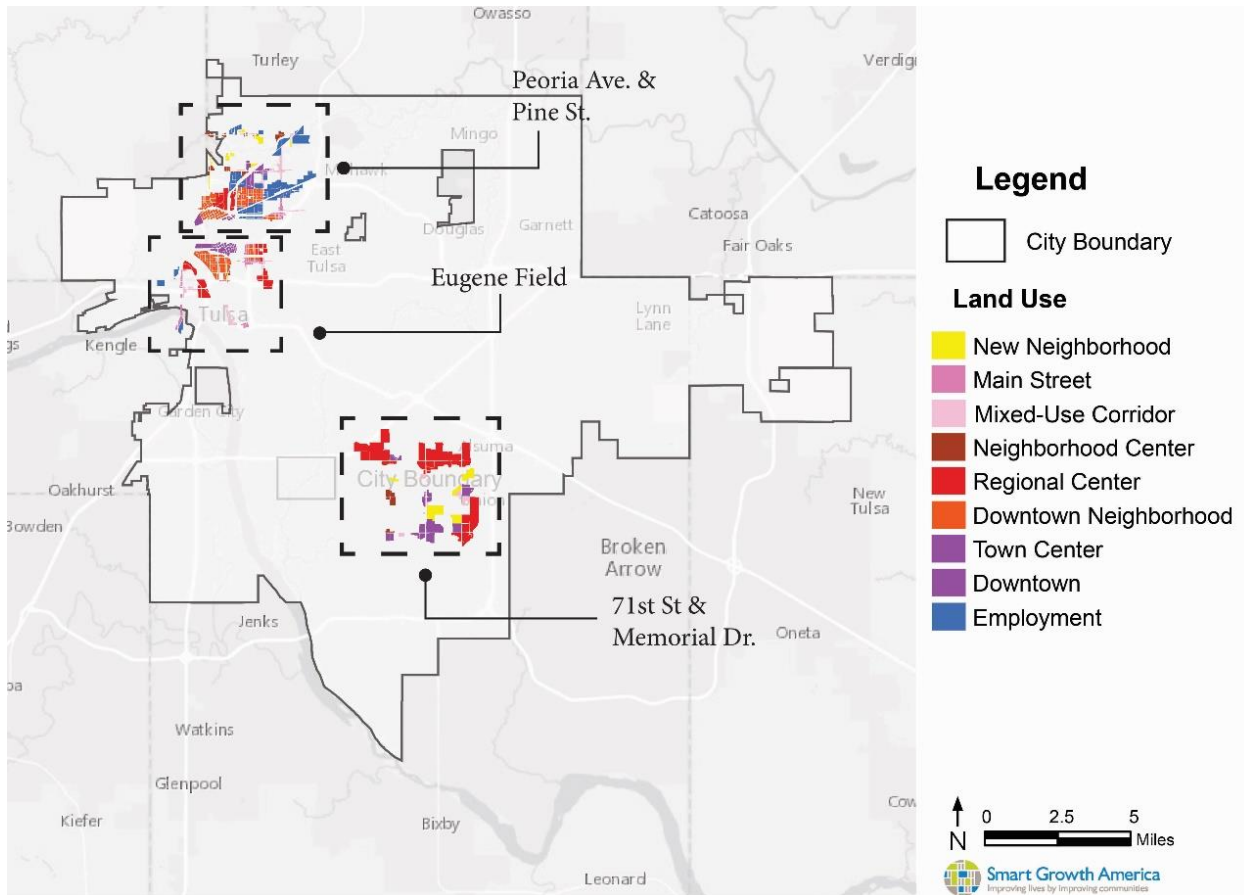 Owasso
Turley
Verdigr
Peoria Ave. &
Pine St.
Mingo
Mohawk
Catoosa
Douglas
Garnett
Fair Oaks
East
Tulsa
Eugene Field
Lynn
Lane
Tulsa
Kengle
gs
Garden City
Alsuma
City Boundary
Union
Oakhurst
Bowden
New
Tulsa
Broken
Arrow
71st St &
Memorial Dr.
Jenks
Oneta
pa
Watkins
Glenpool
Kiefer
Bixby
Cow
Leonard
Legend
City Boundary
Land Use
New Neighborhood
Main Street
Mixed-Use Corridor
Neighborhood Center
Regional Center
Downtown Neighborhood
Town Center
Downtown
Employment
N
0 2.5 5
Miles
Smart Growth America
Improving lives by improving communities